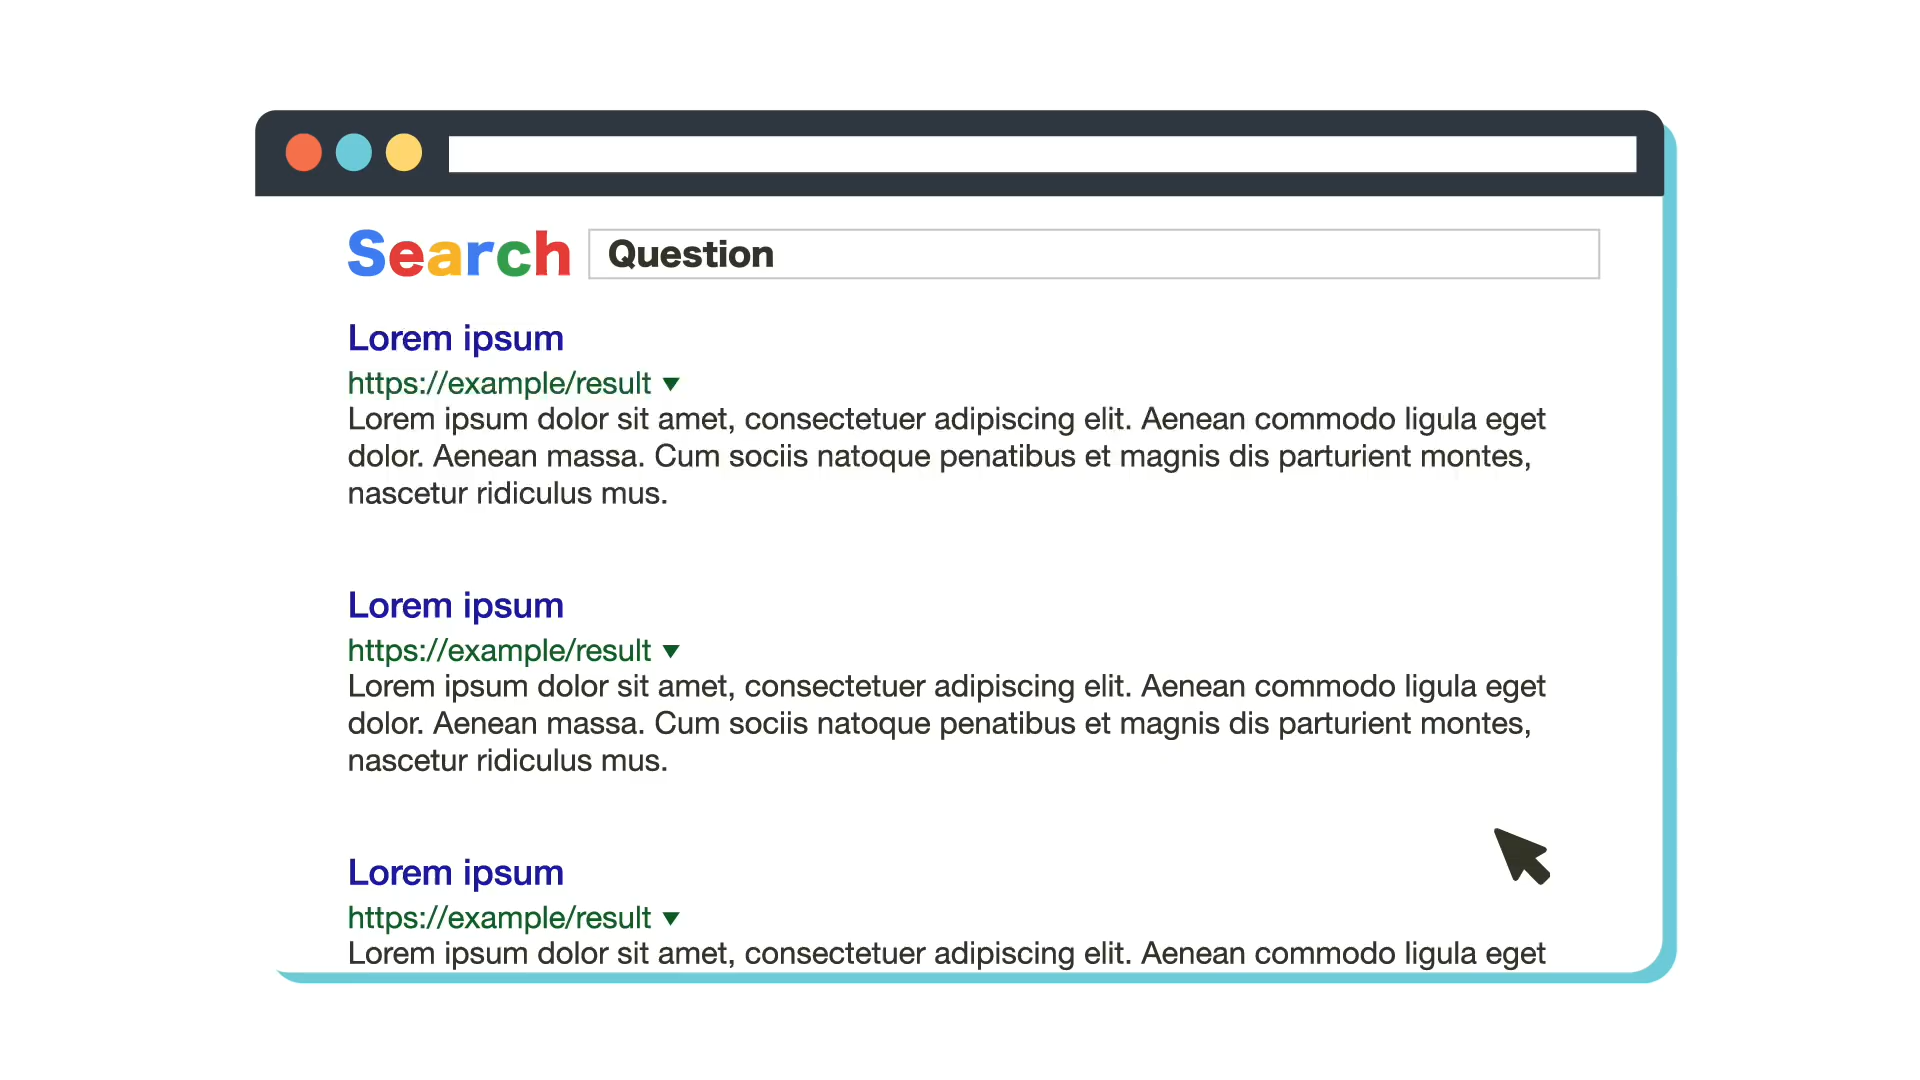 Search Question
Lorem ipsum
https://example/result
Lorem ipsum dolor sit amet, consectetuer adipiscing elit. Aenean commodo ligula eget
dolor. Aenean massa. Cum sociis natoque penatibus et magnis dis parturient montes,
nascetur ridiculus mus.
Lorem ipsum
https://example/result
Lorem ipsum dolor sit amet, consectetuer adipiscing elit. Aenean commodo ligula eget
dolor. Aenean massa. Cum sociis natoque penatibus et magnis dis parturient montes,
nascetur ridiculus mus.
Lorem ipsum
https://example/result
Lorem ipsum dolor sit amet, consectetuer adipiscing elit. Aenean commodo ligula eget